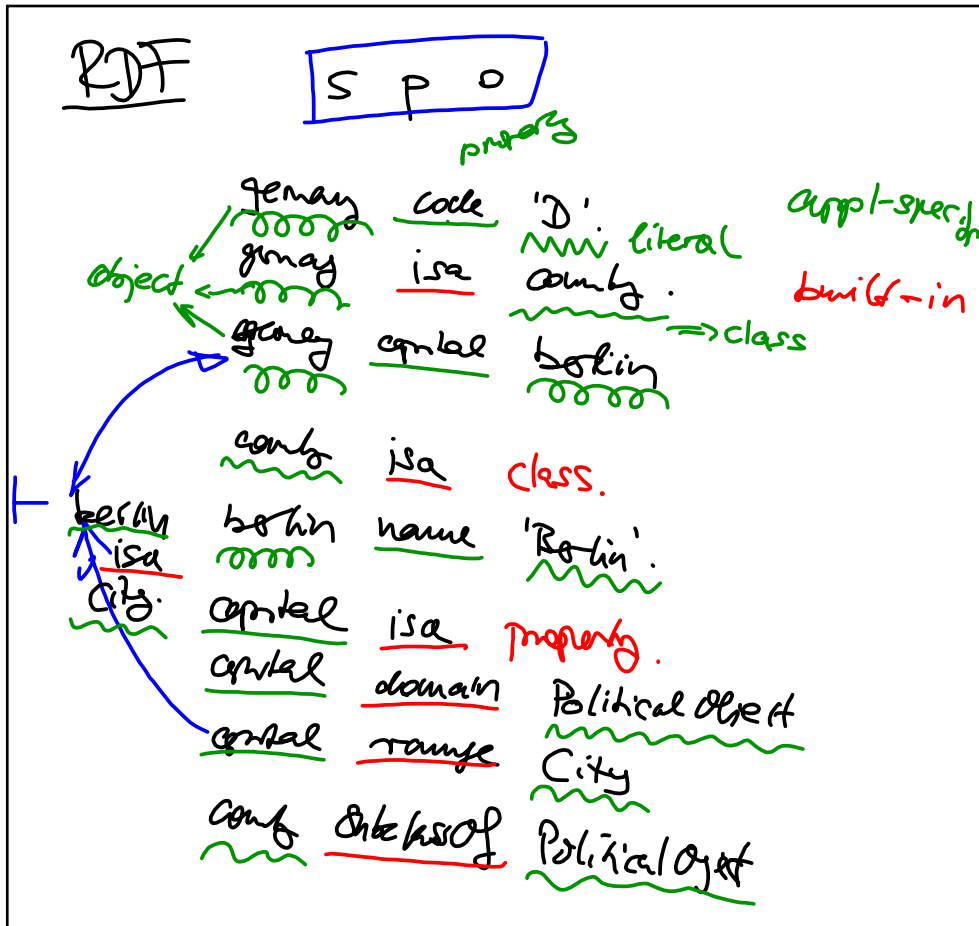 RDF
s p o
property
germany code 'D'. appl-specific
literal
germany isa country. built-in
object
=> class
germany capital berlin
country isa class.
berlin berlin name 'Berlin'.
isa
City.
capital isa property.
capital domain PoliticalObject
capital range City
country subclassOf PoliticalObject